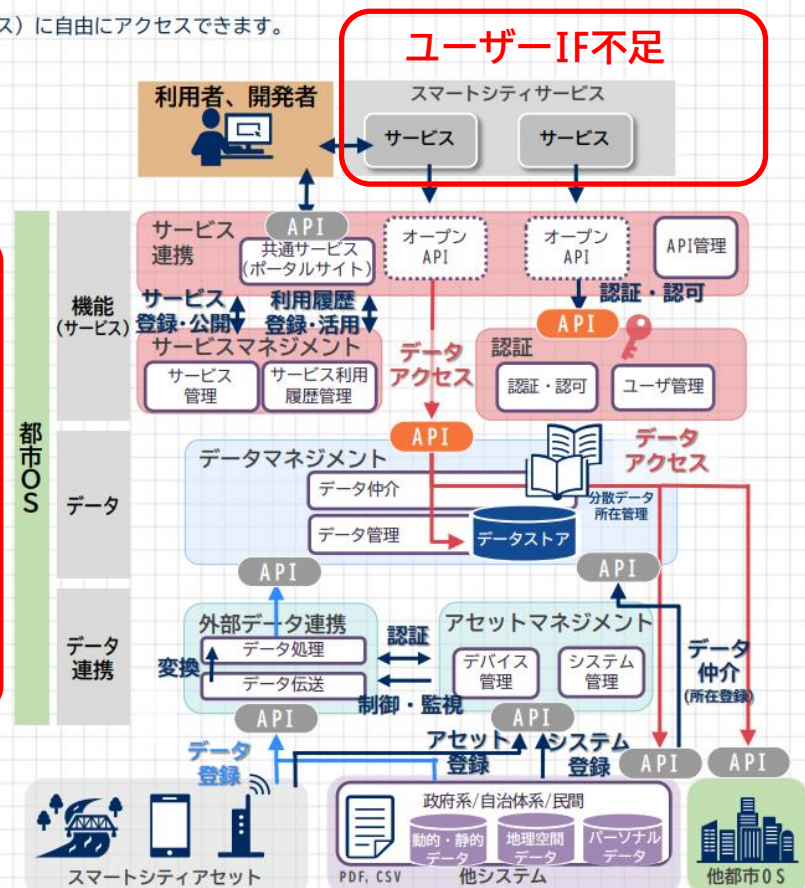 ス）に自由にアクセスできます。
ユーザーIF不足
利用者、開発者
スマートシティサービス
サービス
サービス
サービス
連携
API
共通サービス
(ポータルサイト)
オープン
API
オープン
API
API管理
機能
(サービス)
サービス
登録・公開
利用履歴
登録・活用
認証・認可
API
サービスマネジメント
サービス
管理
サービス利用
履歴管理
データ
アクセス
認証
認証・認可
ユーザ管理
都市OS
データ
API
データマネジメント
データ仲介
データ管理
データストア
分散データ
所在管理
データ
アクセス
API
API
データ
連携
外部データ連携
データ処理
データ伝送
変換
認証
制御・監視
アセットマネジメント
デバイス
管理
システム
管理
データ
仲介
(所在登録)
API
API
データ
登録
アセット
登録
システム
登録
API
API
政府系/自治体系/民間
動的・静的
データ
地理空間
データ
パーソナル
データ
スマートシティアセット
PDF, CSV
他システム
他都市OS